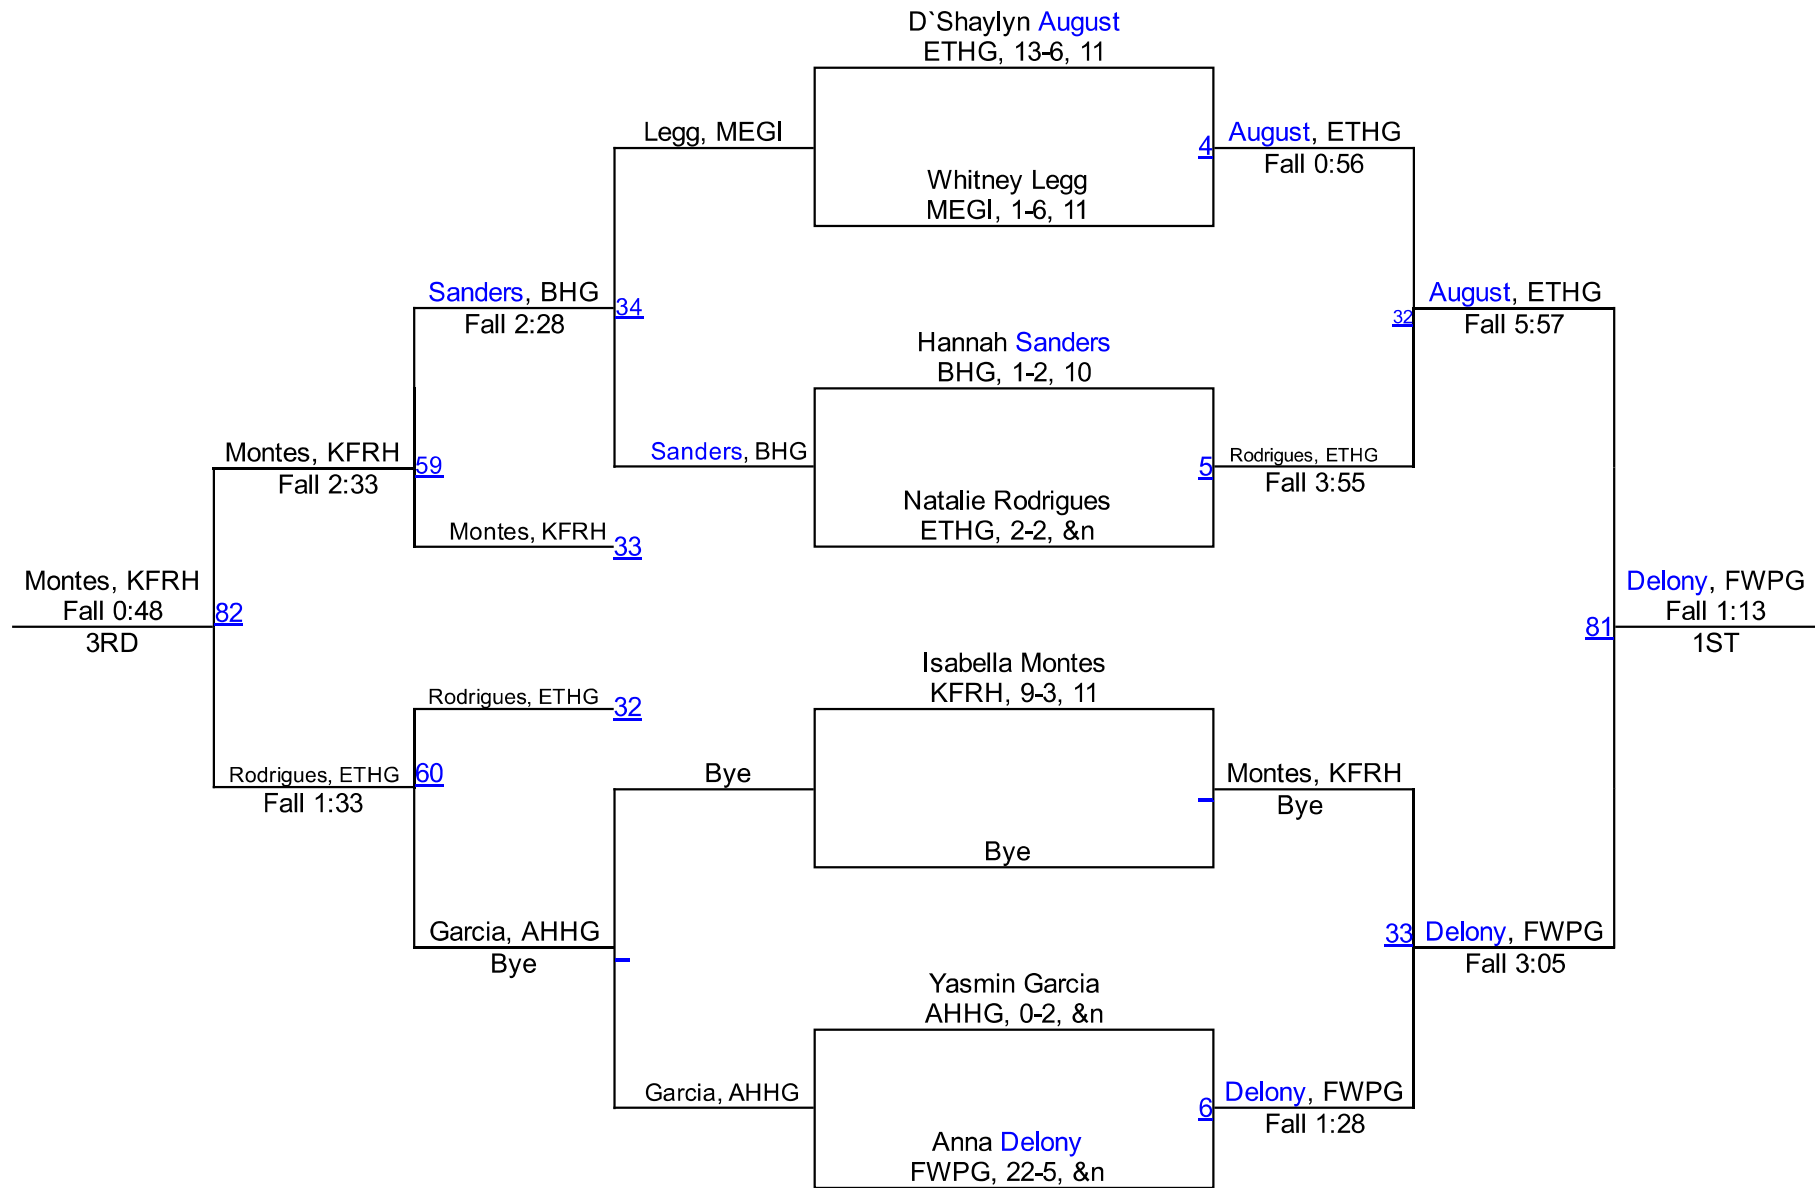 D`Shaylyn August
ETHG, 13-6, 11
Legg, MEGI
4
August, ETHG
Fall 0:56
Whitney Legg
MEGI, 1-6, 11
Sanders, BHG
34
Fall 2:28
32
August, ETHG
Fall 5:57
Hannah Sanders
BHG, 1-2, 10
Montes, KFRH
59
Fall 2:33
Sanders, BHG
5
Rodrigues, ETHG
Fall 3:55
Natalie Rodrigues
ETHG, 2-2, &n
Montes, KFRH
33
Montes, KFRH
Fall 0:48
82
3RD
81
Delony, FWPG
Fall 1:13
1ST
Isabella Montes
KFRH, 9-3, 11
Rodrigues, ETHG
32
Rodrigues, ETHG
60
Fall 1:33
Bye
Montes, KFRH
Bye
Bye
Garcia, AHHG
Bye
33
Delony, FWPG
Fall 3:05
Yasmin Garcia
AHHG, 0-2, &n
Garcia, AHHG
6
Delony, FWPG
Fall 1:28
Anna Delony
FWPG, 22-5, &n